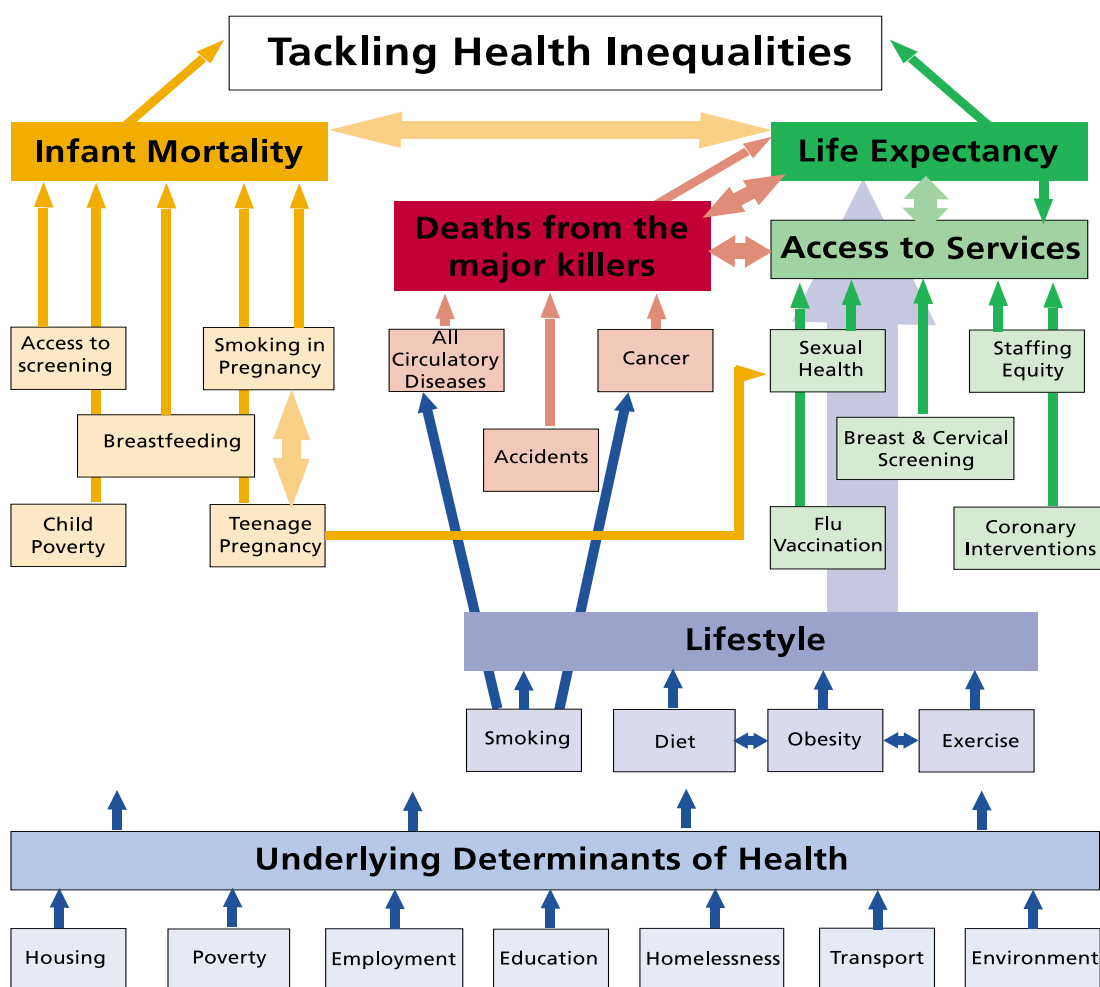 Tackling Health Inequalities
Infant Mortality
Life Expectancy
Deaths from the
major killers
Access to Services
Access to
screening
Smoking in
Pregnancy
All
Circulatory
Diseases
Cancer
Sexual
Health
Staffing
Equity
Breastfeeding
Accidents
Breast & Cervical
Screening
Child
Poverty
Teenage
Pregnancy
Flu
Vaccination
Coronary
Interventions
Lifestyle
Smoking
Diet
Obesity
Exercise
Underlying Determinants of Health
Housing
Poverty
Employment
Education
Homelessness
Transport
Environment